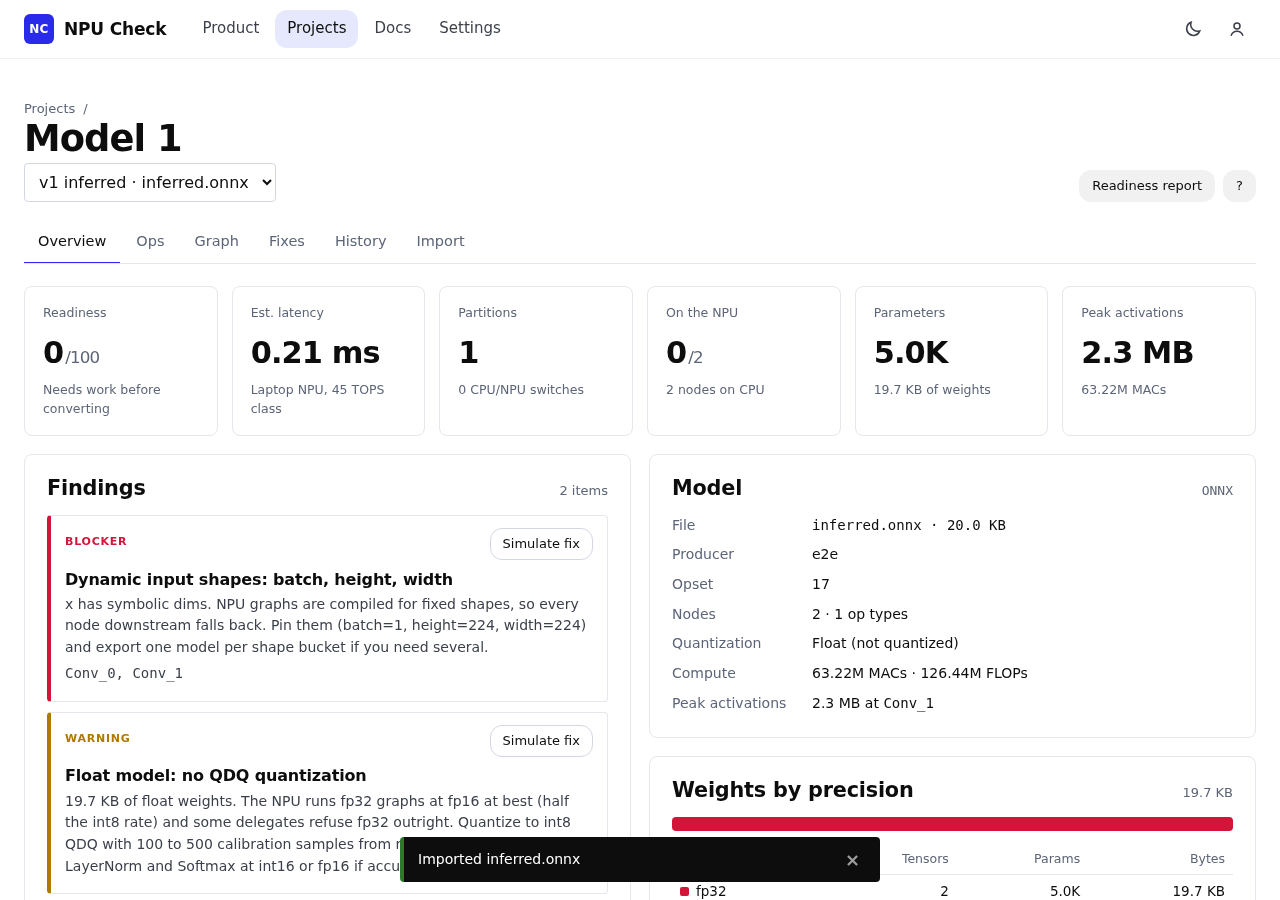 NC NPU Check Product Projects Docs Settings
Projects /
Model 1
v1 inferred · inferred.onnx
Readiness report ?
Overview Ops Graph Fixes History Import
Readiness
0/100
Needs work before
converting
Est. latency
0.21 ms
Laptop NPU, 45 TOPS
class
Partitions
1
0 CPU/NPU switches
On the NPU
0/2
2 nodes on CPU
Parameters
5.0K
19.7 KB of weights
Peak activations
2.3 MB
63.22M MACs
Findings 2 items
BLOCKER Simulate fix
Dynamic input shapes: batch, height, width
x has symbolic dims. NPU graphs are compiled for fixed shapes, so every
node downstream falls back. Pin them (batch=1, height=224, width=224)
and export one model per shape bucket if you need several.
Conv_0, Conv_1
WARNING Simulate fix
Float model: no QDQ quantization
19.7 KB of float weights. The NPU runs fp32 graphs at fp16 at best (half
the int8 rate) and some delegates refuse fp32 outright. Quantize to int8
QDQ with 100 to 500 calibration samples from
LayerNorm and Softmax at int16 or fp16 if
Model ONNX
File inferred.onnx · 20.0 KB
Producer e2e
Opset 17
Nodes 2 · 1 op types
Quantization Float (not quantized)
Compute 63.22M MACs · 126.44M FLOPs
Peak activations 2.3 MB at Conv_1
Weights by precision 19.7 KB
Tensors Params Bytes
fp32 2 5.0K 19.7 KB
Imported inferred.onnx ×